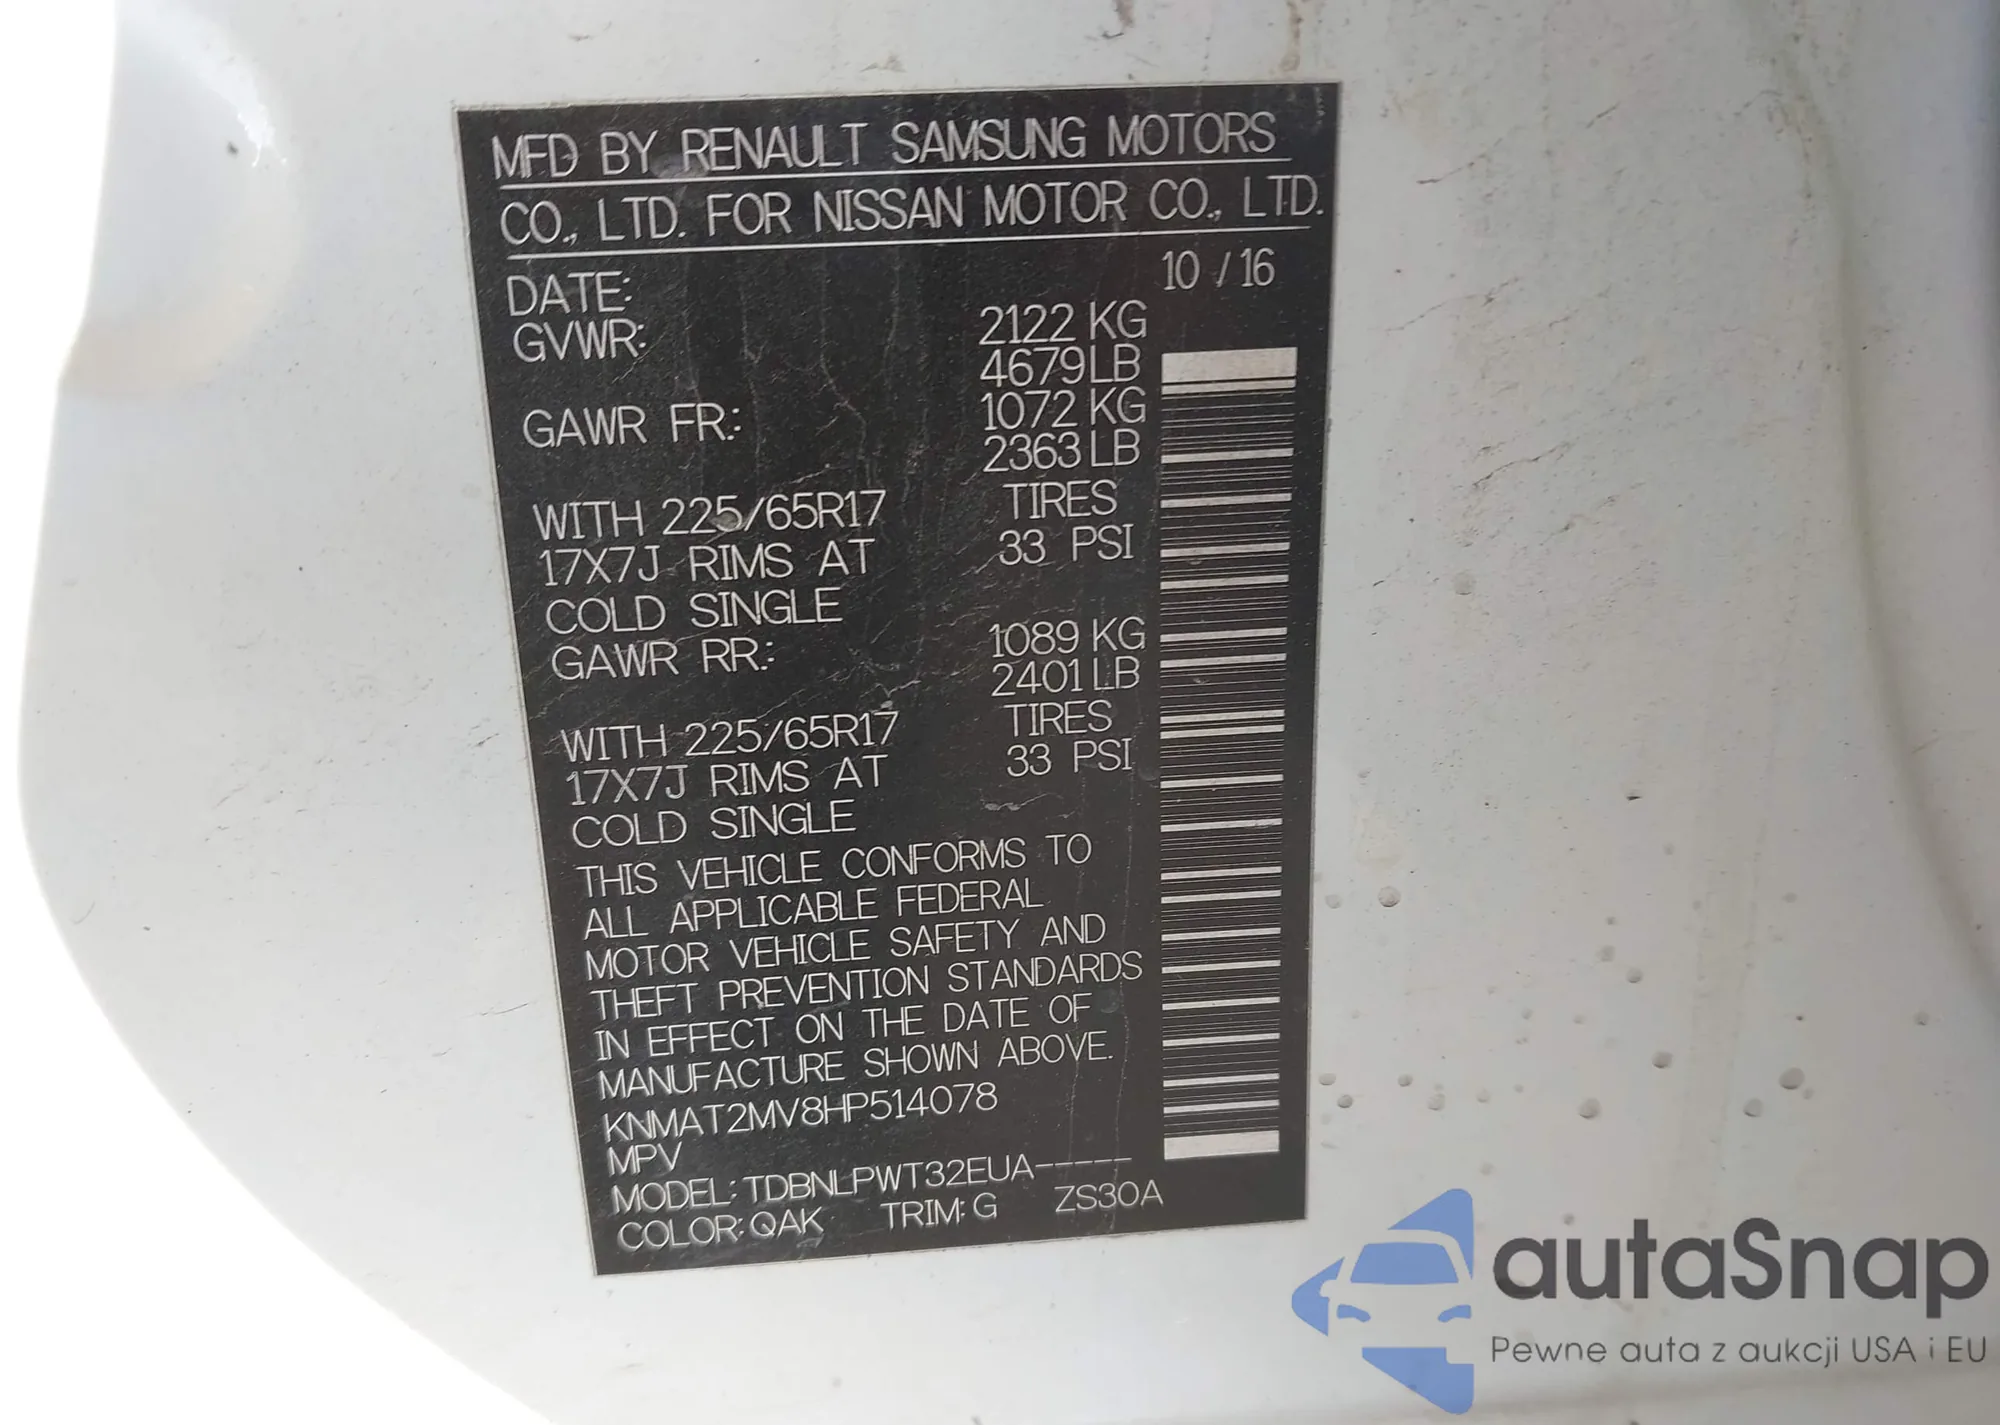 MFD BY RENAULT SAMSUNG MOTORS
CO., LTD. FOR NISSAN MOTOR CO., LTD.
DATE: 10 / 16
GVWR: 2122 KG
4679 LB
GAWR FR.: 1072 KG
2363 LB
WITH 225/65R17 TIRES
17X7J RIMS AT 33 PSI
COLD SINGLE
GAWR RR.: 1089 KG
2401 LB
WITH 225/65R17 TIRES
17X7J RIMS AT 33 PSI
COLD SINGLE
THIS VEHICLE CONFORMS TO
ALL APPLICABLE FEDERAL
MOTOR VEHICLE SAFETY AND
THEFT PREVENTION STANDARDS
IN EFFECT ON THE DATE OF
MANUFACTURE SHOWN ABOVE.
KNMAT2MV8HP514078
MPV
MODEL: TDBNLPWT32EUA-----
COLOR: QAK TRIM: G ZS30A
autaSnap
Pewne auta z aukcji USA i EU